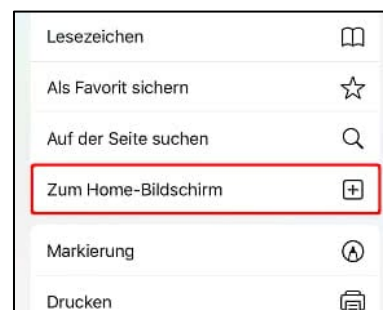 Lesezeichen
Als Favorit sichern
Auf der Seite suchen
Zum Home-Bildschirm
Markierung
Drucken